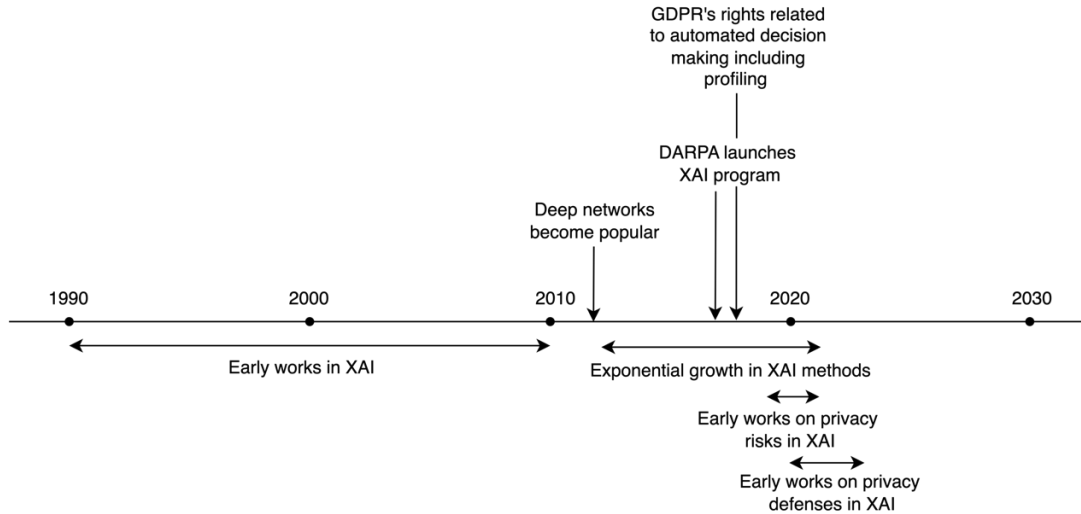 GDPR's rights related
to automated decision
making including
profiling
DARPA launches
XAI program
Deep networks
become popular
1990
2000
2010
2020
2030
Early works in XAI
Exponential growth in XAI methods
Early works on privacy
risks in XAI
Early works on privacy
defenses in XAI